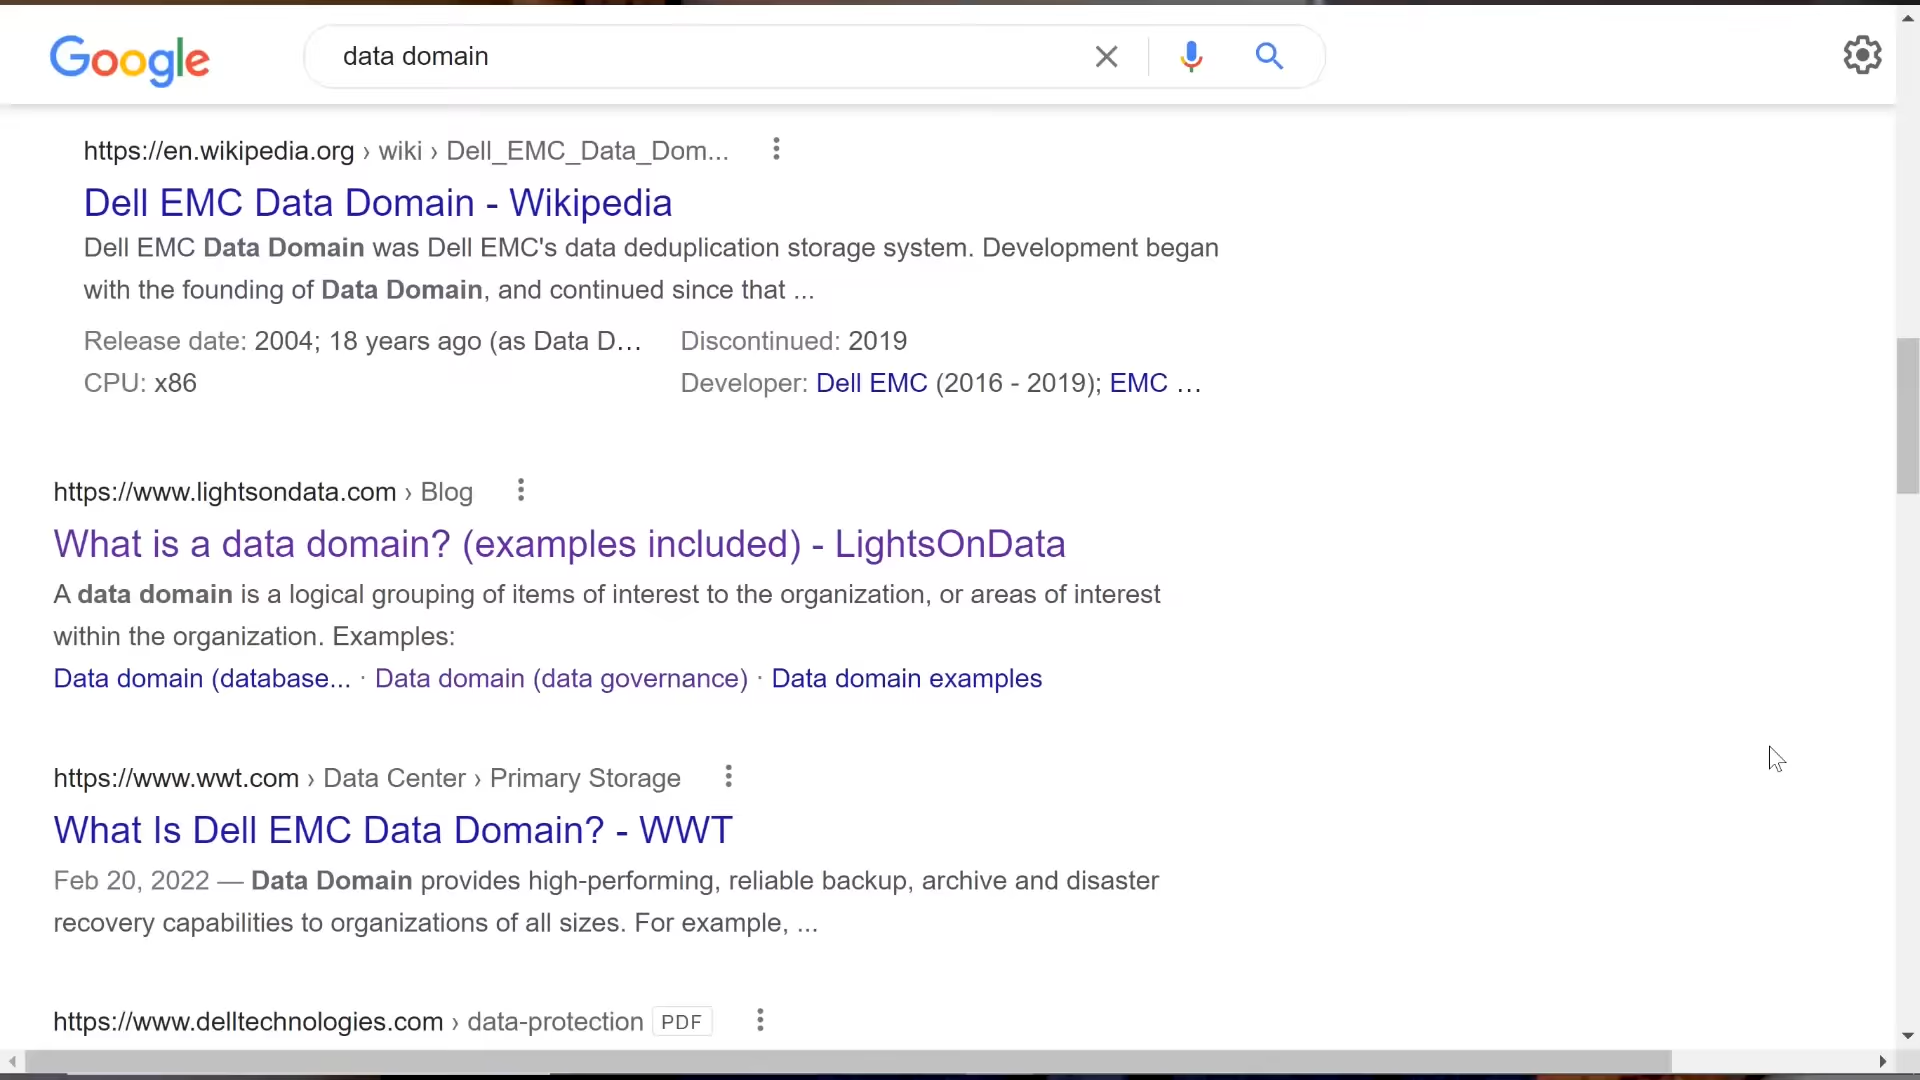 Google
data domain
https://en.wikipedia.org › wiki › Dell_EMC_Data_Dom...
Dell EMC Data Domain - Wikipedia
Dell EMC Data Domain was Dell EMC's data deduplication storage system. Development began
with the founding of Data Domain, and continued since that ...
Release date: 2004; 18 years ago (as Data D… Discontinued: 2019
CPU: x86 Developer: Dell EMC (2016 - 2019); EMC …
https://www.lightsondata.com › Blog
What is a data domain? (examples included) - LightsOnData
A data domain is a logical grouping of items of interest to the organization, or areas of interest
within the organization. Examples:
Data domain (database... · Data domain (data governance) · Data domain examples
https://www.wwt.com › Data Center › Primary Storage
What Is Dell EMC Data Domain? - WWT
Feb 20, 2022 — Data Domain provides high-performing, reliable backup, archive and disaster
recovery capabilities to organizations of all sizes. For example, ...
https://www.delltechnologies.com › data-protection PDF